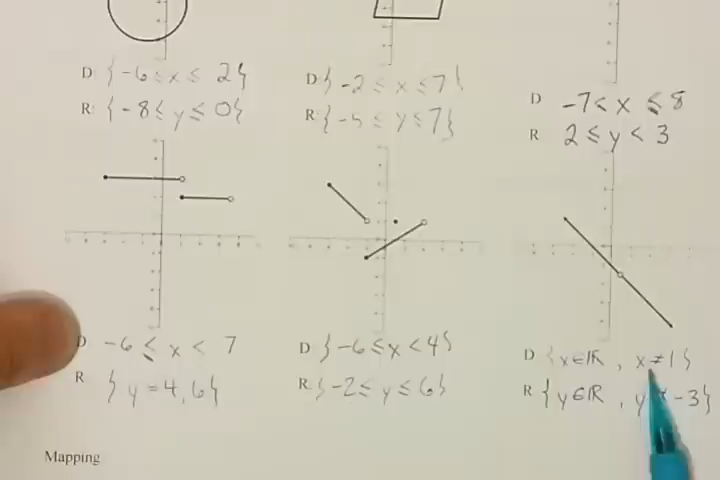 D: { -6 ≤ x ≤ 2}
R: { -8 ≤ y ≤ 0}
D: { -2 ≤ x ≤ 7 }
R: { -5 ≤ y ≤ 7}
D -7 < x ≤ 8
R 2 ≤ y < 3
D -6 ≤ x < 7
R } y = 4, 6}
D } -6 ≤ x < 4}
R: } -2 ≤ y ≤ 6}
D { x ∈ ℝ , x ≠ 1 }
R { y ∈ ℝ , y ≠ -3}
Mapping